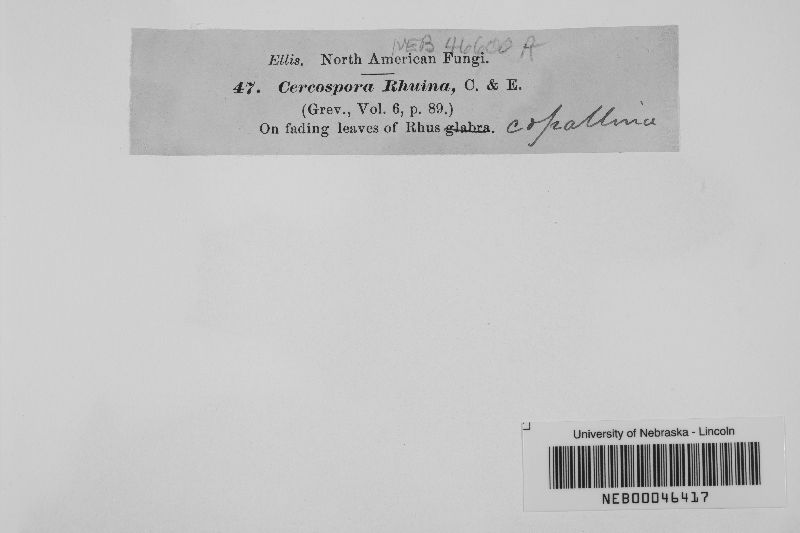 NEB 46600 A
Ellis. North American Fungi.
47. Cercospora Rhuina, C. & E.
(Grev., Vol. 6, p. 89.)
On fading leaves of Rhus glabra. copallina
University of Nebraska - Lincoln
NEB00046417